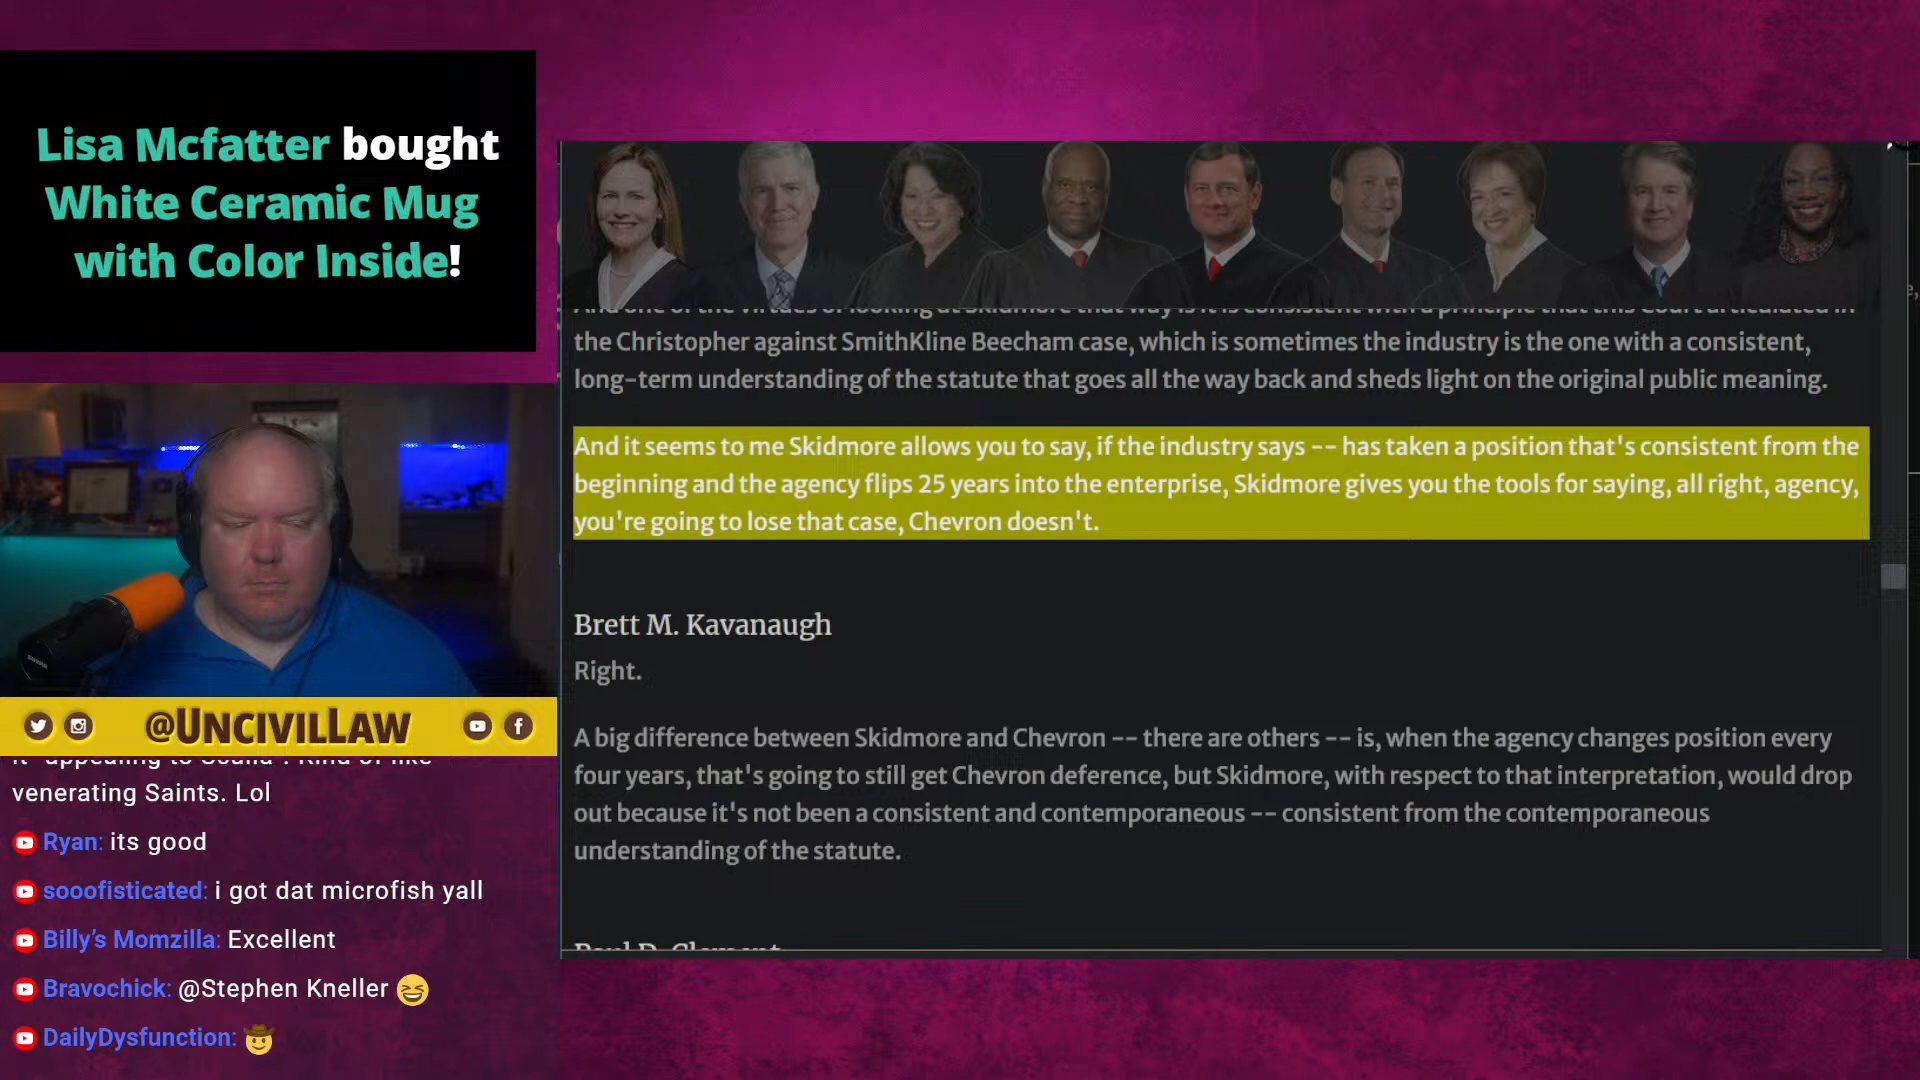 Lisa Mcfatter bought
White Ceramic Mug
with Color Inside!
the Christopher against SmithKline Beecham case, which is sometimes the industry is the one with a consistent,
long-term understanding of the statute that goes all the way back and sheds light on the original public meaning.
And it seems to me Skidmore allows you to say, if the industry says -- has taken a position that's consistent from the
beginning and the agency flips 25 years into the enterprise, Skidmore gives you the tools for saying, all right, agency,
you're going to lose that case, Chevron doesn't.
Brett M. Kavanaugh
Right.
A big difference between Skidmore and Chevron -- there are others -- is, when the agency changes position every
four years, that's going to still get Chevron deference, but Skidmore, with respect to that interpretation, would drop
out because it's not been a consistent and contemporaneous -- consistent from the contemporaneous
understanding of the statute.
Paul D. Clement
@UNCIVILLAW
venerating Saints. Lol
Ryan: its good
sooofisticated: i got dat microfish yall
Billy's Momzilla: Excellent
Bravochick: @Stephen Kneller 😆
DailyDysfunction: 🤠